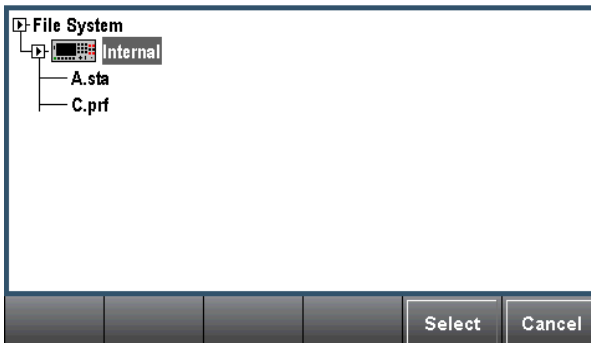 File System
Internal
A.sta
C.prf
Select Cancel